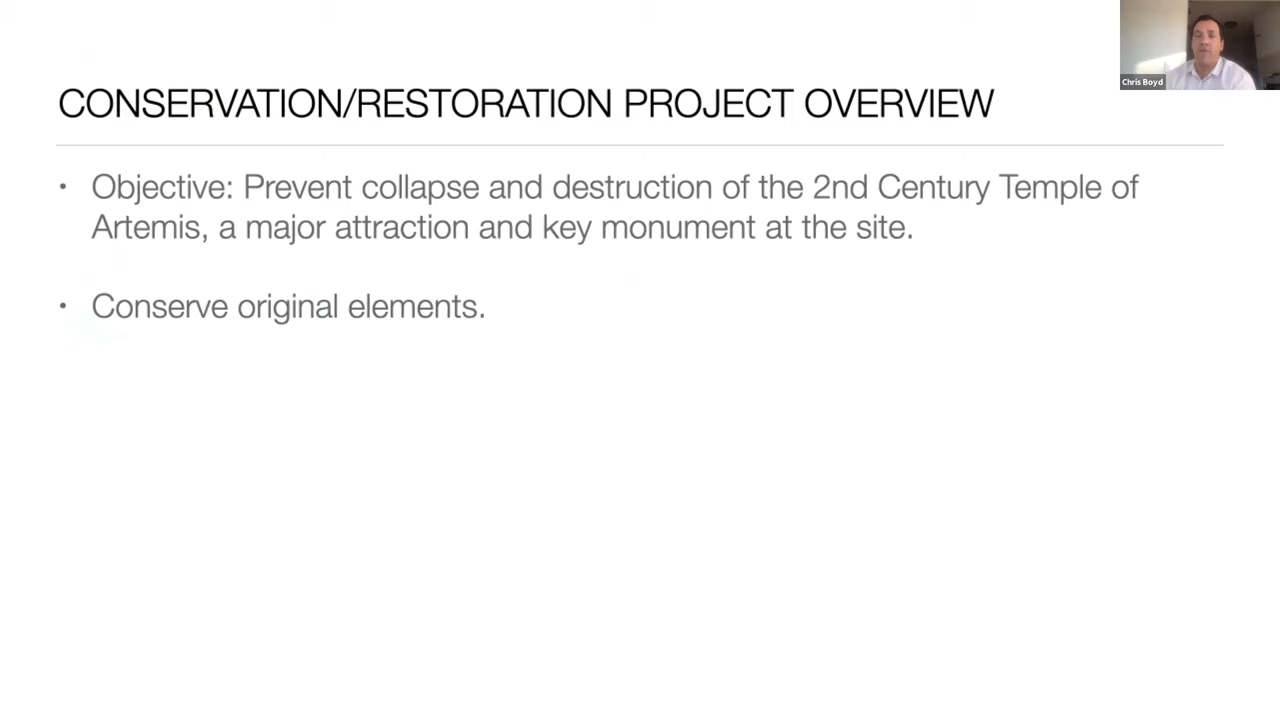 Chris Boyd
CONSERVATION/RESTORATION PROJECT OVERVIEW
• Objective: Prevent collapse and destruction of the 2nd Century Temple of
Artemis, a major attraction and key monument at the site.
• Conserve original elements.